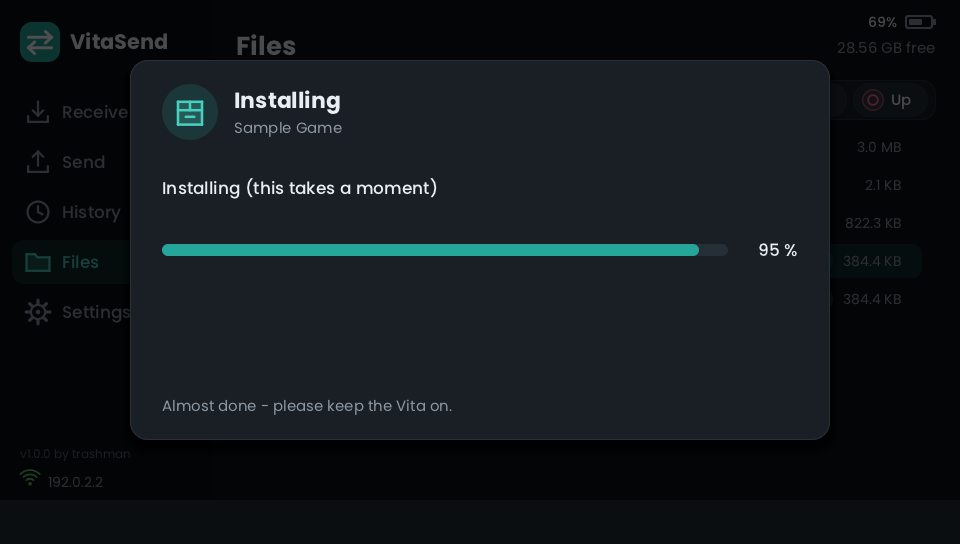 VitaSend
Files
69%
28.56 GB free
Receive
Send
History
Files
Settings
Up
3.0 MB
2.1 KB
822.3 KB
384.4 KB
384.4 KB
Installing
Sample Game
Installing (this takes a moment)
95 %
Almost done - please keep the Vita on.
v1.0.0 by trashman
192.0.2.2